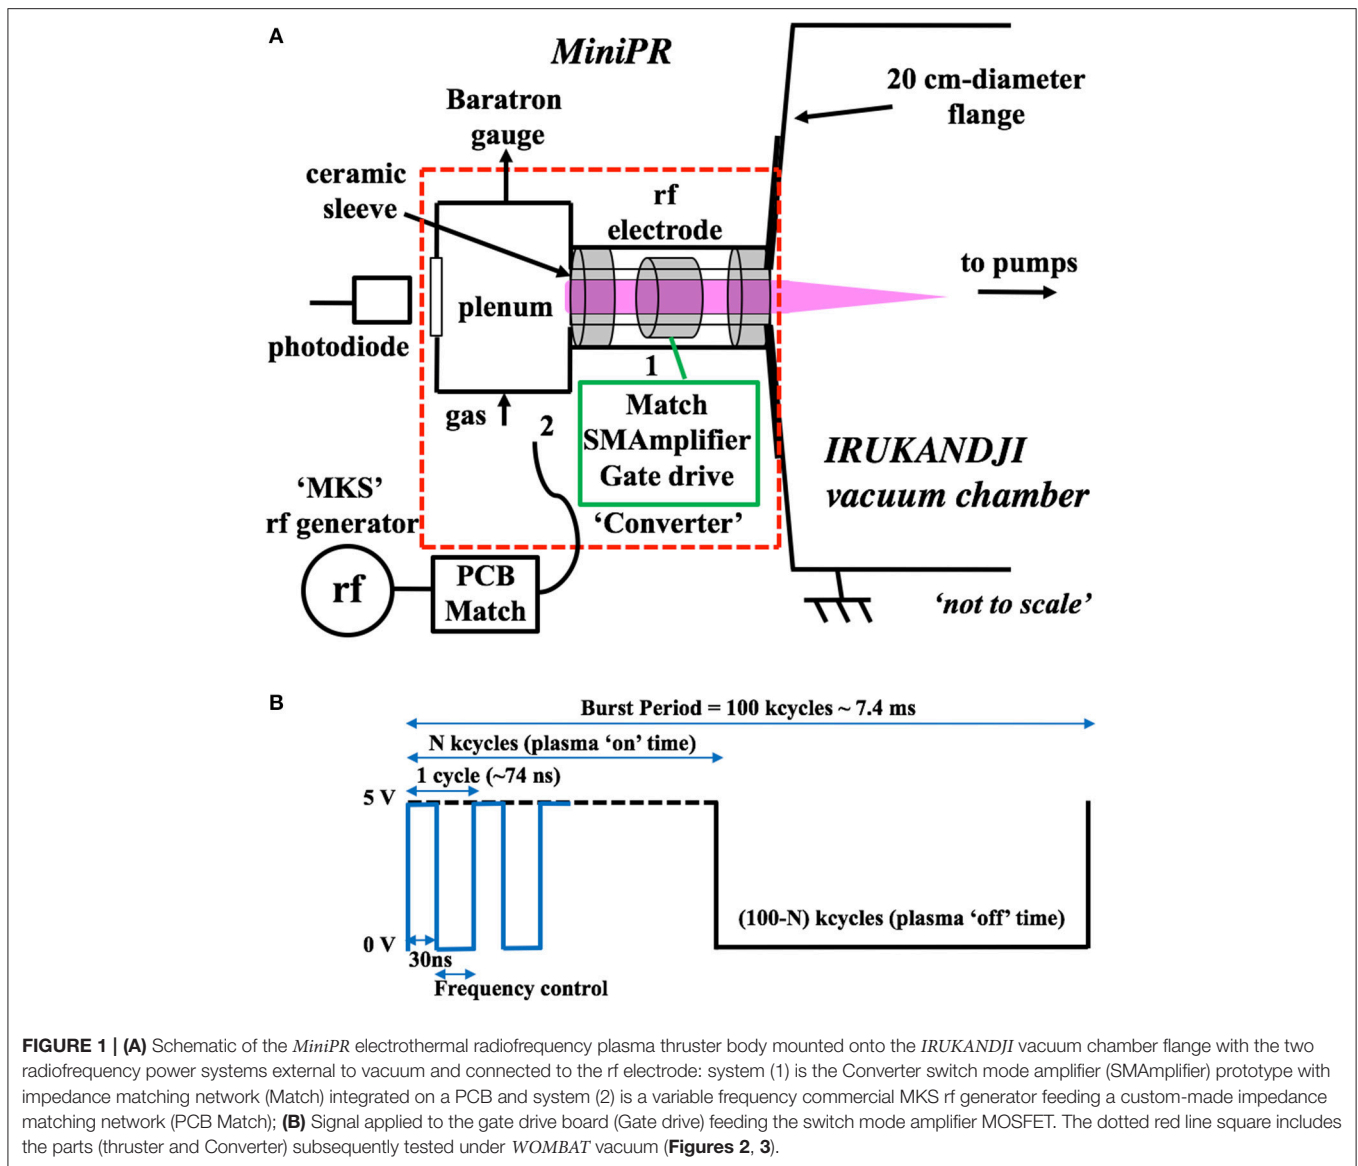 A
MiniPR
20 cm-diameter
flange
Baratron
gauge
ceramic
sleeve
rf
electrode
to pumps
plenum
photodiode
1
gas
2
Match
SMAmplifier
Gate drive
'Converter'
IRUKANDJI
vacuum chamber
'MKS'
rf generator
rf
PCB
Match
'not to scale'
B
Burst Period = 100 kcycles ~ 7.4 ms
N kcycles (plasma 'on' time)
1 cycle (~74 ns)
5 V
(100-N) kcycles (plasma 'off' time)
0 V
30ns
Frequency control
FIGURE 1 | (A) Schematic of the MiniPR electrothermal radiofrequency plasma thruster body mounted onto the IRUKANDJI vacuum chamber flange with the two
radiofrequency power systems external to vacuum and connected to the rf electrode: system (1) is the Converter switch mode amplifier (SMAmplifier) prototype with
impedance matching network (Match) integrated on a PCB and system (2) is a variable frequency commercial MKS rf generator feeding a custom-made impedance
matching network (PCB Match); (B) Signal applied to the gate drive board (Gate drive) feeding the switch mode amplifier MOSFET. The dotted red line square includes
the parts (thruster and Converter) subsequently tested under WOMBAT vacuum (Figures 2, 3).